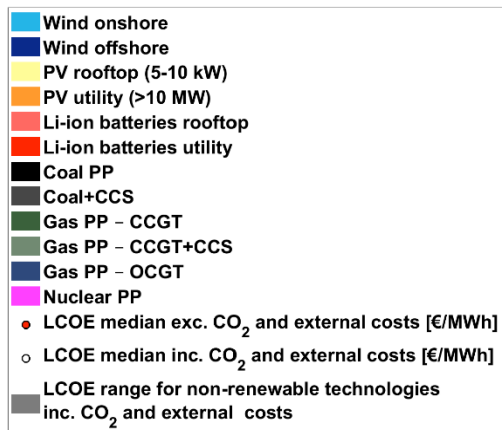 Wind onshore
Wind offshore
PV rooftop (5-10 kW)
PV utility (>10 MW)
Li-ion batteries rooftop
Li-ion batteries utility
Coal PP
Coal+CCS
Gas PP – CCGT
Gas PP – CCGT+CCS
Gas PP – OCGT
Nuclear PP
LCOE median exc. CO₂ and external costs [€/MWh]
LCOE median inc. CO₂ and external costs [€/MWh]
LCOE range for non-renewable technologies
inc. CO₂ and external costs